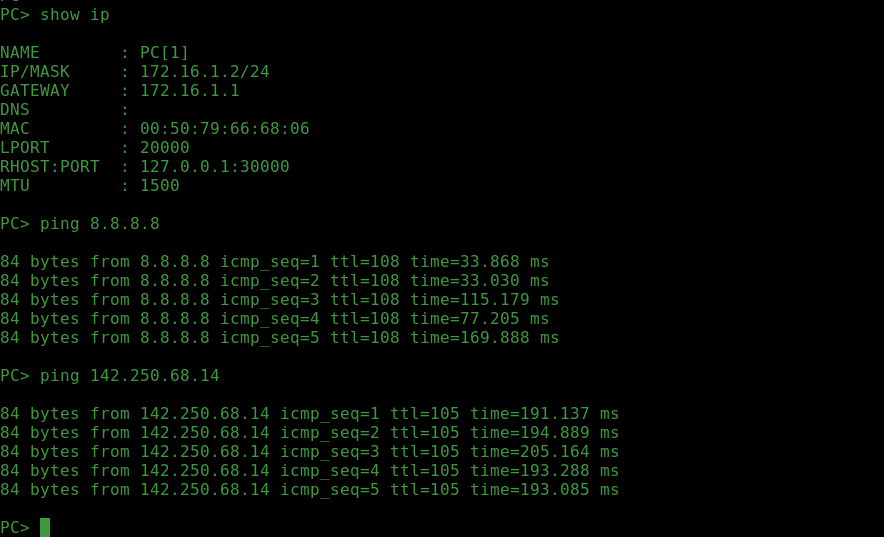 PC> show ip
NAME        : PC[1]
IP/MASK     : 172.16.1.2/24
GATEWAY     : 172.16.1.1
DNS         :
MAC         : 00:50:79:66:68:06
LPORT       : 20000
RHOST:PORT  : 127.0.0.1:30000
MTU         : 1500
PC> ping 8.8.8.8
84 bytes from 8.8.8.8 icmp_seq=1 ttl=108 time=33.868 ms
84 bytes from 8.8.8.8 icmp_seq=2 ttl=108 time=33.030 ms
84 bytes from 8.8.8.8 icmp_seq=3 ttl=108 time=115.179 ms
84 bytes from 8.8.8.8 icmp_seq=4 ttl=108 time=77.205 ms
84 bytes from 8.8.8.8 icmp_seq=5 ttl=108 time=169.888 ms
PC> ping 142.250.68.14
84 bytes from 142.250.68.14 icmp_seq=1 ttl=105 time=191.137 ms
84 bytes from 142.250.68.14 icmp_seq=2 ttl=105 time=194.889 ms
84 bytes from 142.250.68.14 icmp_seq=3 ttl=105 time=205.164 ms
84 bytes from 142.250.68.14 icmp_seq=4 ttl=105 time=193.288 ms
84 bytes from 142.250.68.14 icmp_seq=5 ttl=105 time=193.085 ms
PC>